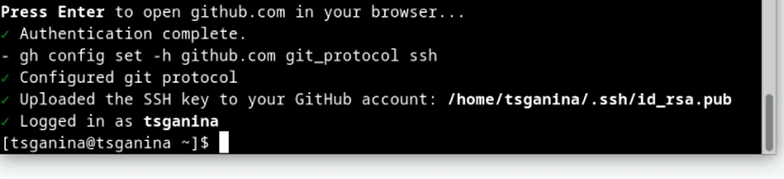 Press Enter to open github.com in your browser...
✓ Authentication complete.
- gh config set -h github.com git_protocol ssh
✓ Configured git protocol
✓ Uploaded the SSH key to your GitHub account: /home/tsganina/.ssh/id_rsa.pub
✓ Logged in as tsganina
[tsganina@tsganina ~]$